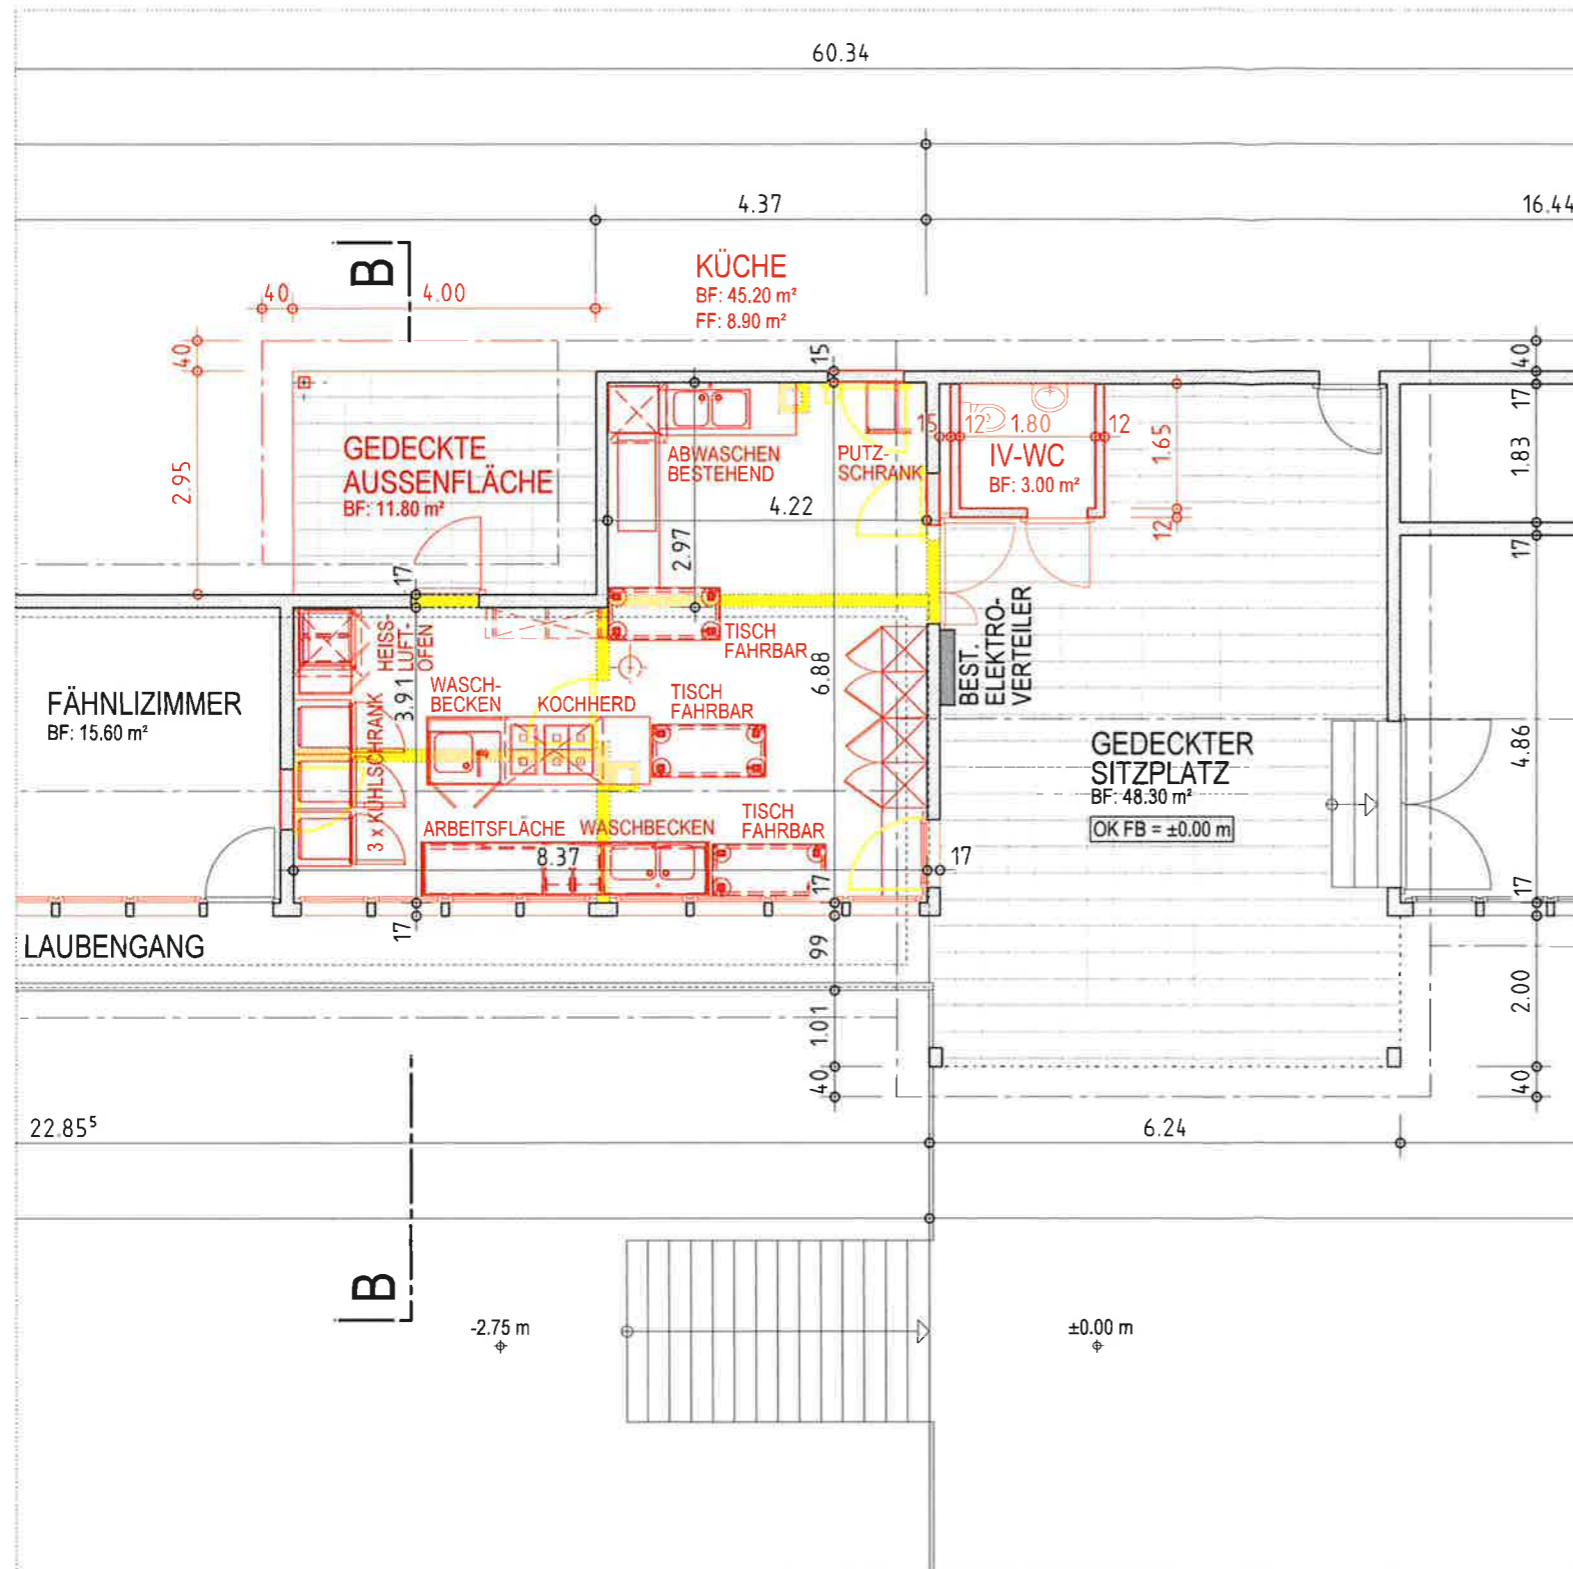 60.34
4.37
16.44
B
KÜCHE
BF: 45.20 m²
FF: 8.90 m²
40
4.00
40
15
40
2.95
GEDECKTE
AUSSENFLÄCHE
BF: 11.80 m²
ABWASCHEN
BESTEHEND
PUTZ-
SCHRANK
15
12
1.80
12
IV-WC
BF: 3.00 m²
1.65
12
17
1.83
17
4.22
2.97
17
HEISS-
LUFT-
OFEN
TISCH
FAHRBAR
6.88
BEST.
ELEKTRO-
VERTEILER
FÄHNLIZIMMER
BF: 15.60 m²
3.91
WASCH-
BECKEN
KOCHHERD
TISCH
FAHRBAR
3 x KÜHLSCHRANK
GEDECKTER
SITZPLATZ
BF: 48.30 m²
OK FB = ±0.00 m
4.86
ARBEITSFLÄCHE
WASCHBECKEN
TISCH
FAHRBAR
8.37
17
17
17
17
LAUBENGANG
99
1.01
40
2.00
40
22.85⁵
6.24
B
-2.75 m
±0.00 m